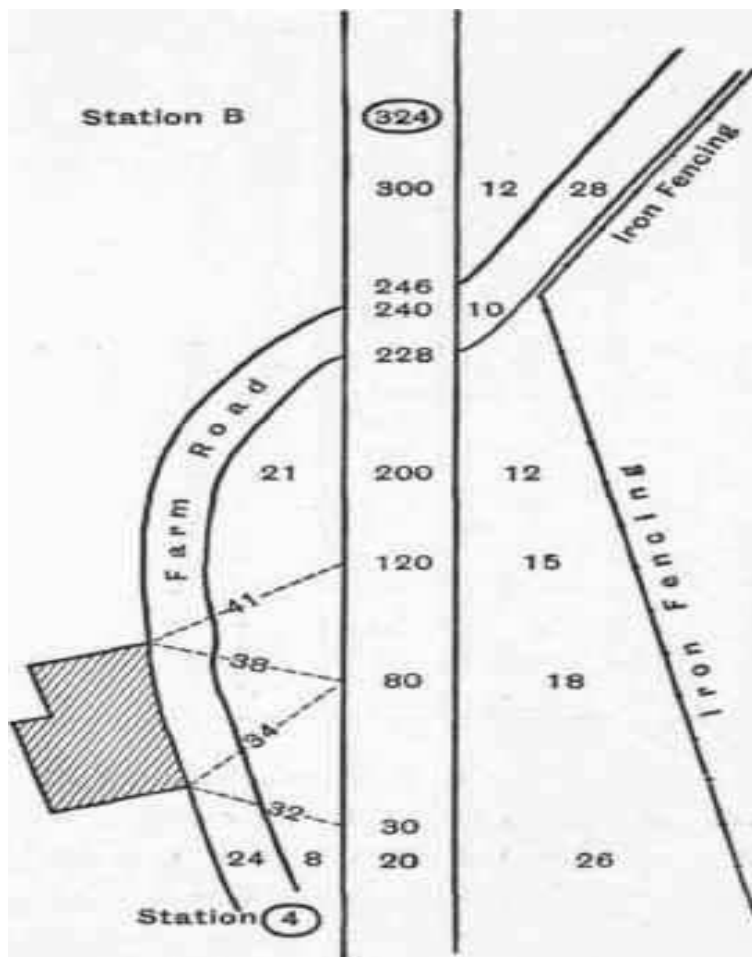 Station B 324
300 12 28
Iron Fencing
246
240 10
228
Farm Road
21 200 12
Iron Fencing
120 15
41
38
80 18
34
32
30
24 8 20 26
Station 4